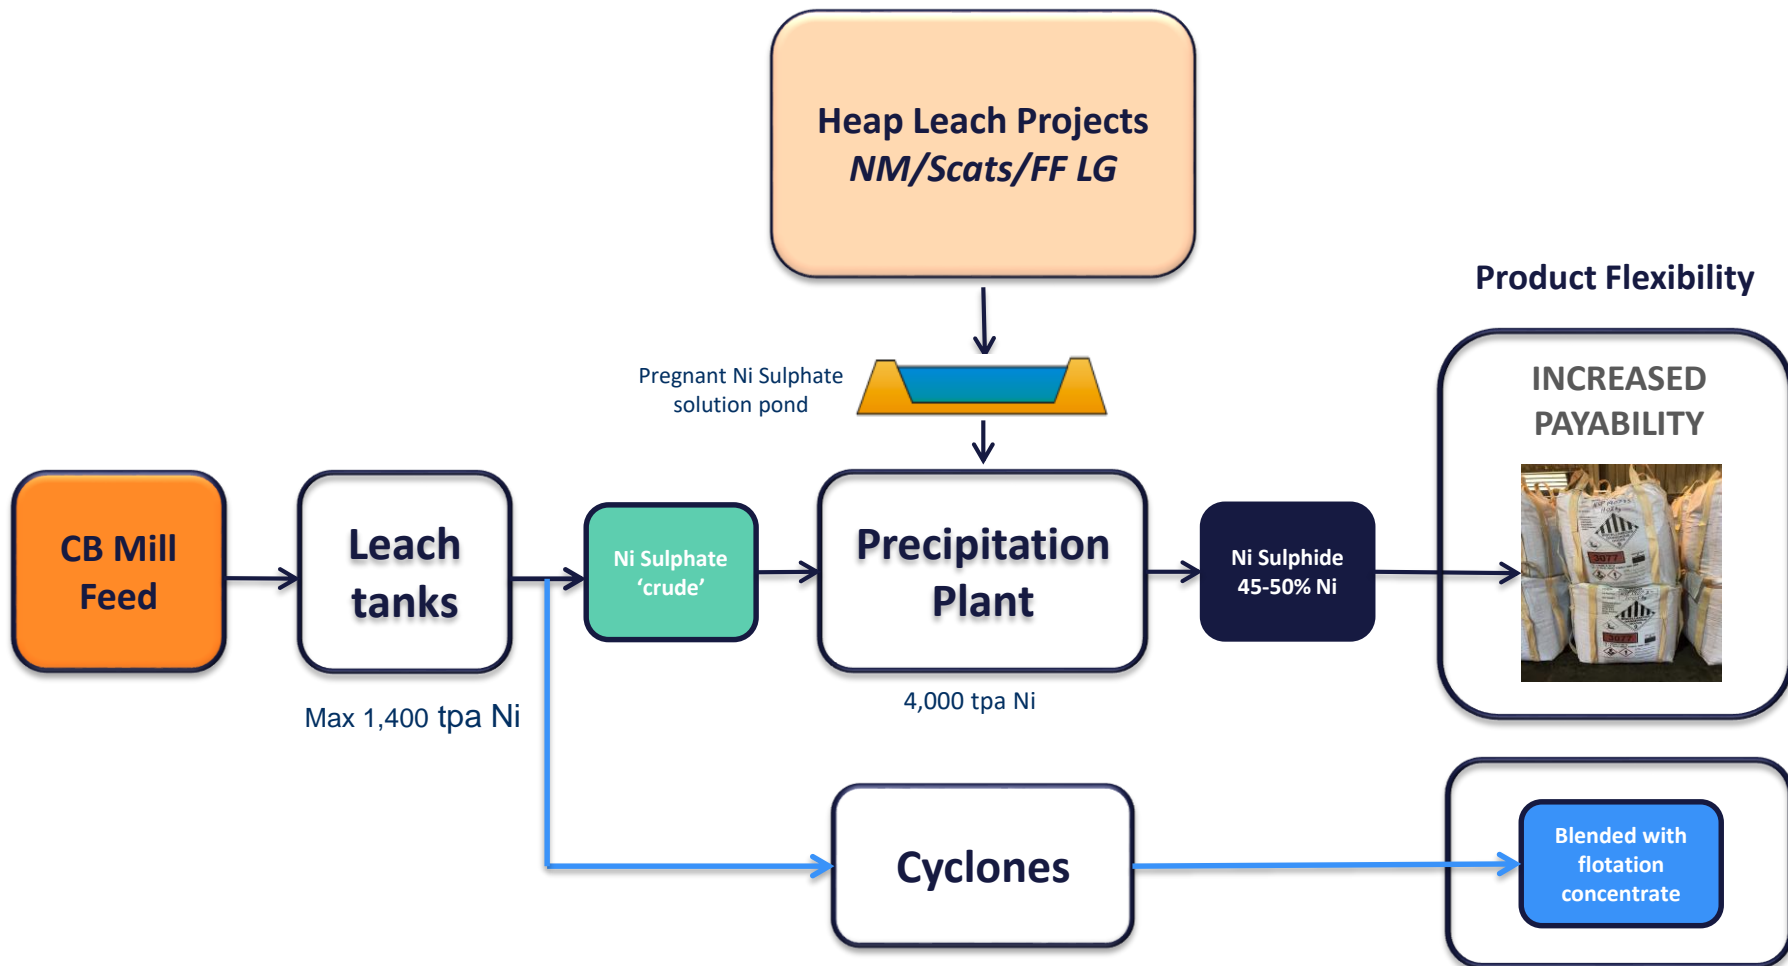 Heap Leach Projects
NM/Scats/FF LG
Product Flexibility
Pregnant Ni Sulphate
solution pond
INCREASED
PAYABILITY
CB Mill
Feed
Leach
tanks
Ni Sulphate
‘crude’
Precipitation
Plant
Ni Sulphide
45-50% Ni
3077
3077
Max 1,400 tpa Ni
4,000 tpa Ni
Cyclones
Blended with
flotation
concentrate